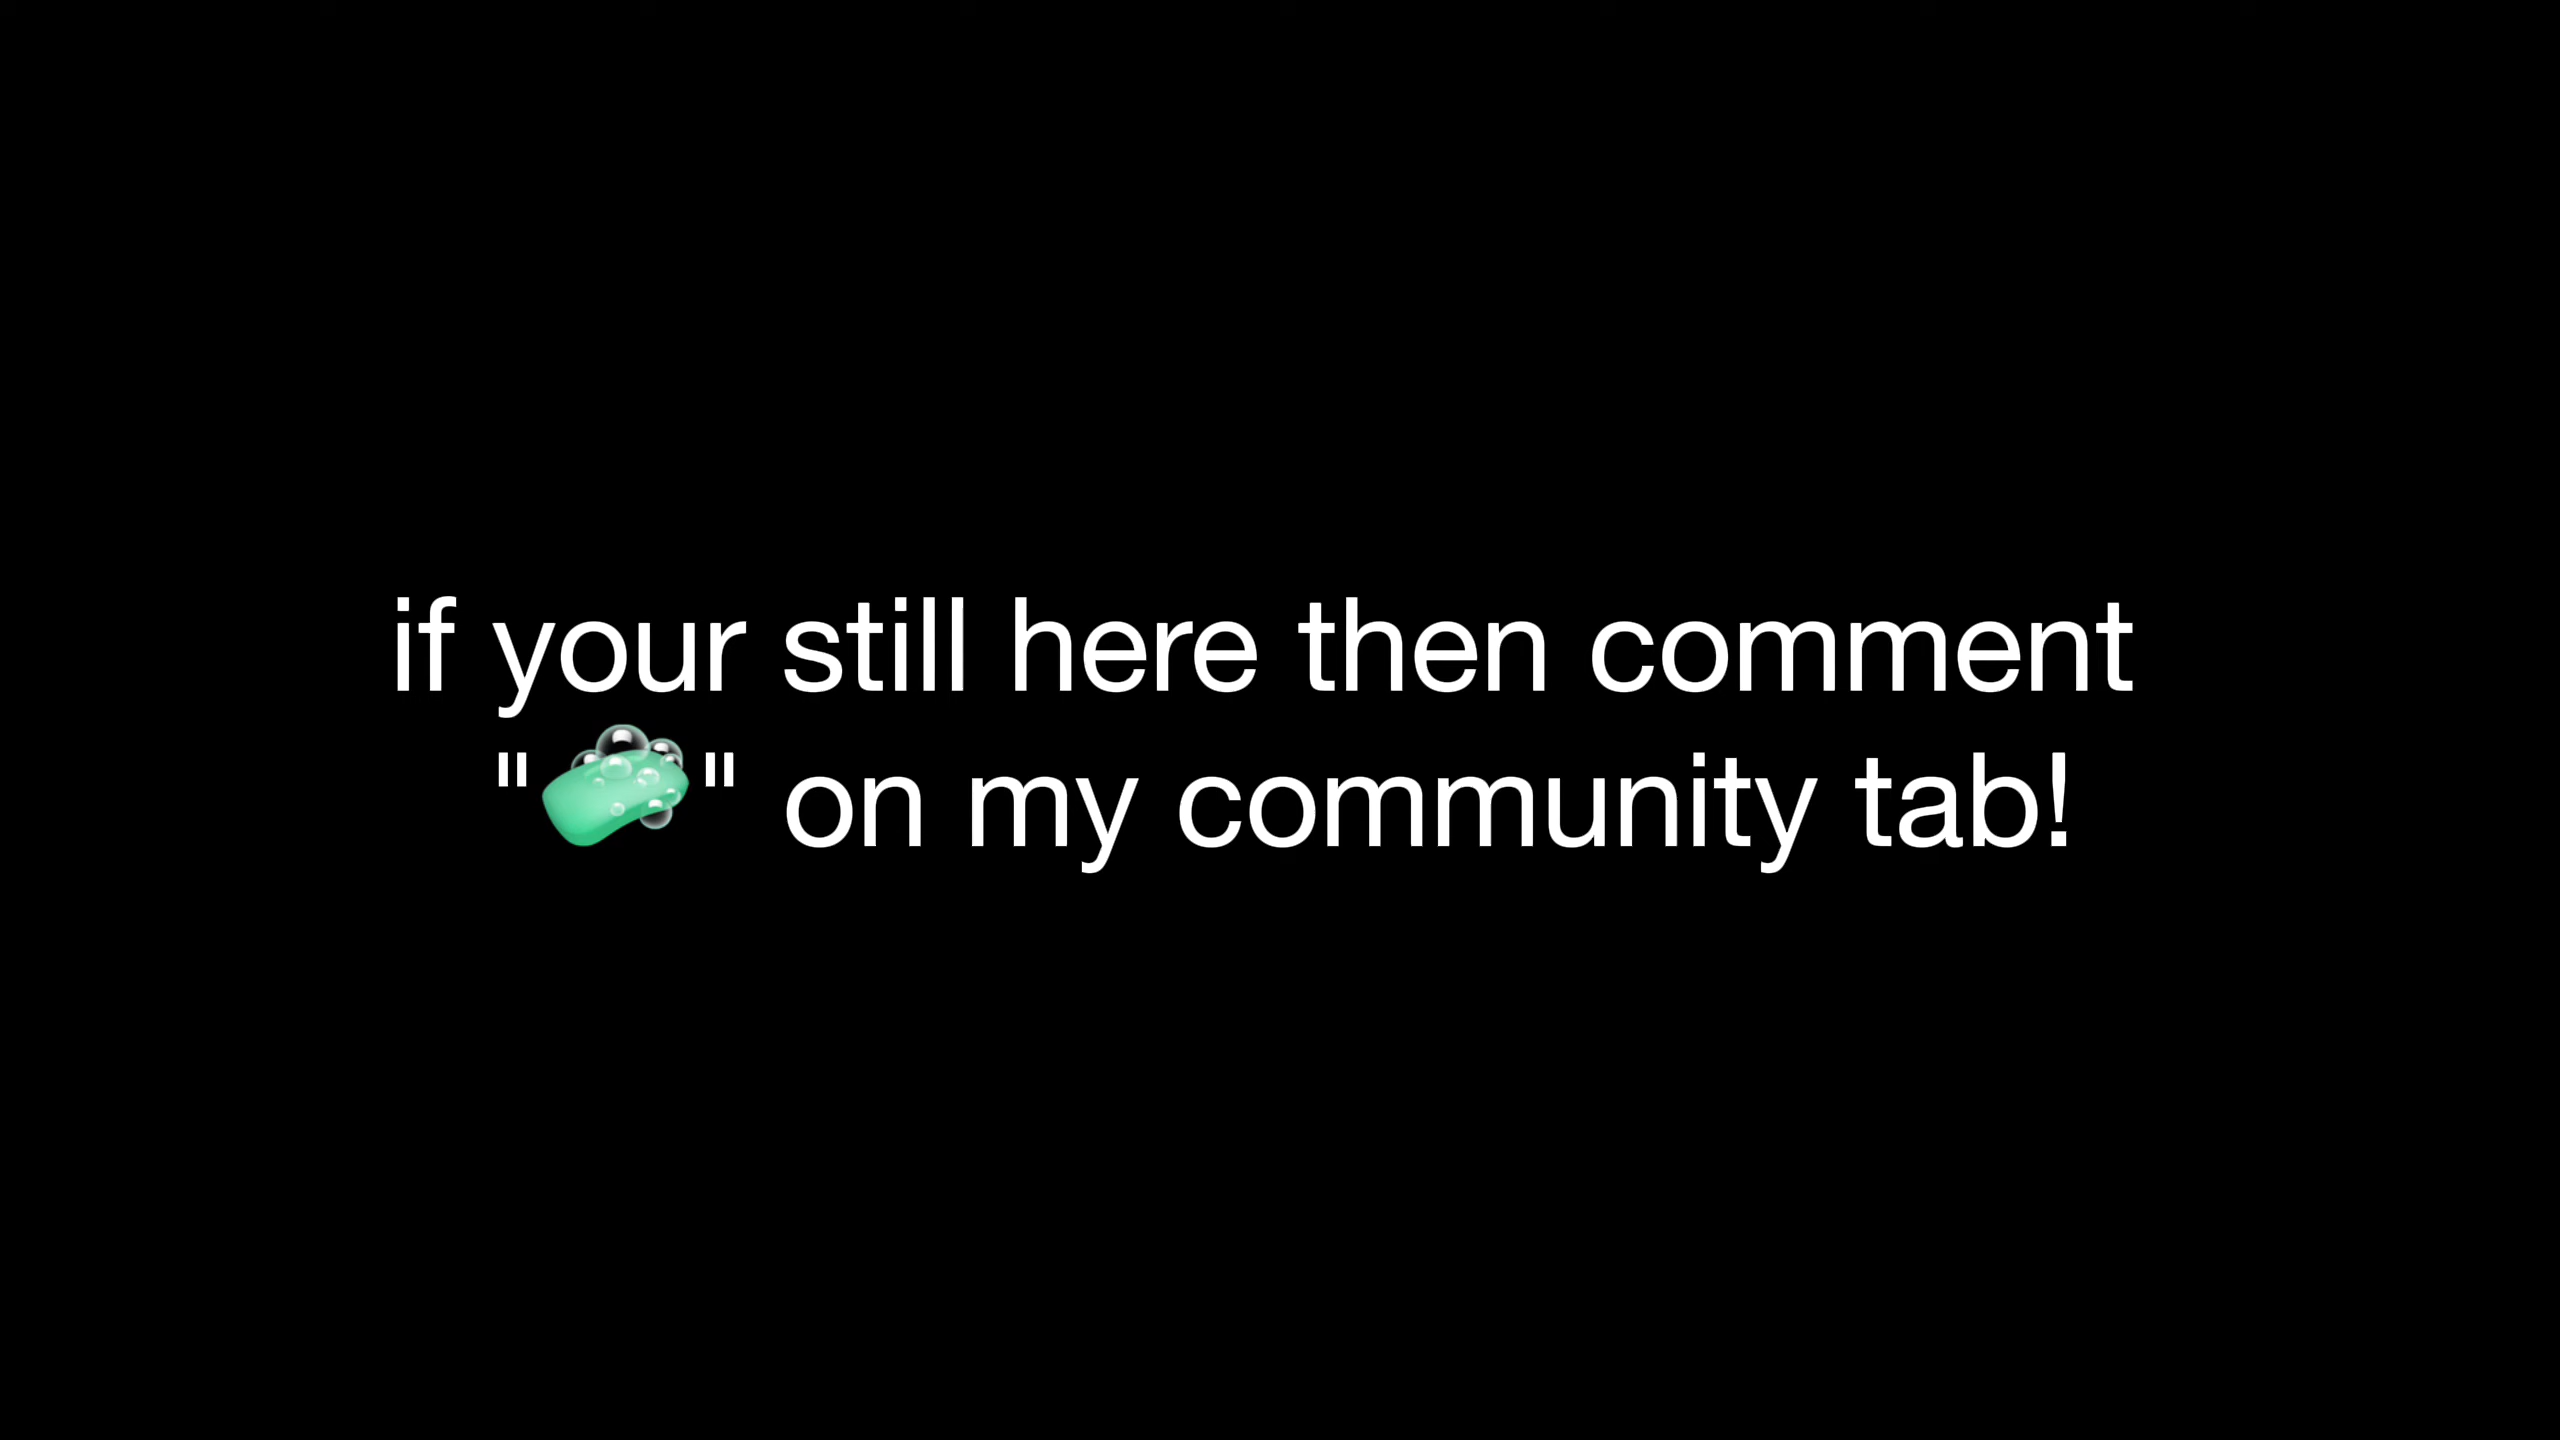 if your still here then comment
"🧼" on my community tab!